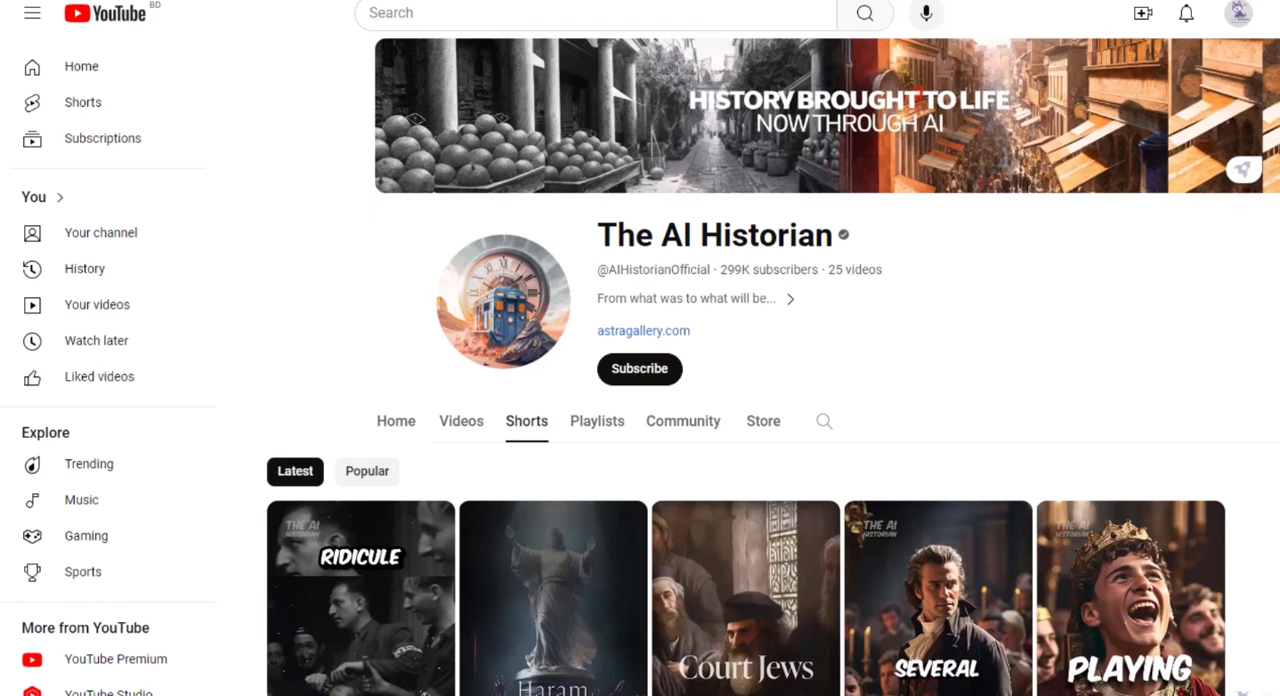 YouTube BD
Search
Home
Shorts
Subscriptions
You
Your channel
History
Your videos
Watch later
Liked videos
Explore
Trending
Music
Gaming
Sports
More from YouTube
YouTube Premium
YouTube Studio
HISTORY BROUGHT TO LIFE
NOW THROUGH AI
The AI Historian
@AIHistorianOfficial · 299K subscribers · 25 videos
From what was to what will be...
astragallery.com
Subscribe
Home Videos Shorts Playlists Community Store
Latest Popular
THE AI
HISTORIAN
RIDICULE
Haram
Court Jews
THE AI
HISTORIAN
SEVERAL
THE AI
HISTORIAN
PLAYING